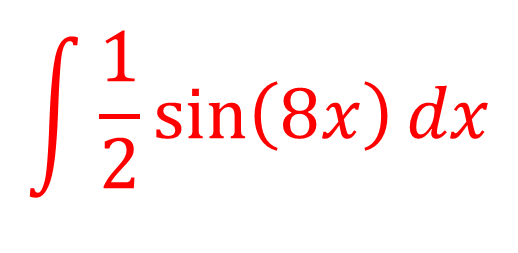 ∫ 1/2 sin(8x) dx